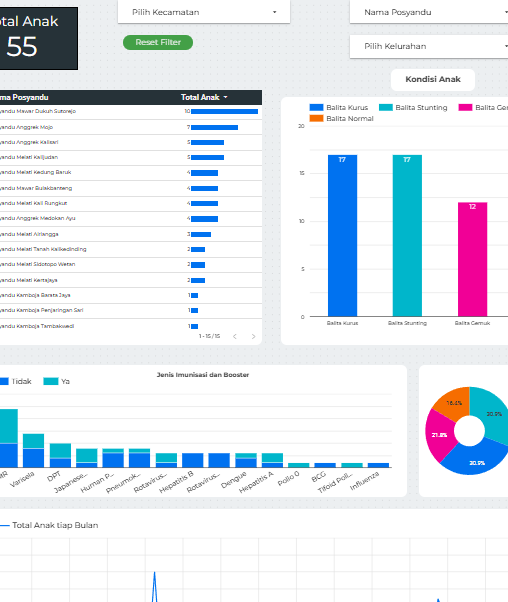 tal Anak
55
Pilih Kecamatan
Nama Posyandu
Reset Filter
Pilih Kelurahan
Kondisi Anak
ma Posyandu Total Anak
yandu Mawar Dukuh Sutorejo 10
yandu Anggrek Mojo 7
yandu Anggrek Kalisari 5
yandu Melati Kalijudan 5
yandu Melati Kedung Baruk 4
yandu Mawar Bulakbanteng 4
yandu Melati Kali Rungkut 4
yandu Anggrek Medokan Ayu 4
yandu Melati Airlangga 3
yandu Melati Tanah Kalikedinding 2
yandu Melati Sidotopo Wetan 2
yandu Melati Kertajaya 2
yandu Kamboja Barata Jaya 1
yandu Kamboja Penjaringan Sari 1
yandu Kamboja Tambakwedi 1
1 - 15 / 15
Balita Kurus Balita Stunting Balita Ge
Balita Normal
20
15
10
5
0
17
17
12
Balita Kurus Balita Stunting Balita Gemuk
Jenis Imunisasi dan Booster
Tidak Ya
MR Varisela DPT Japanese... Human P... Pneumok... Rotavirus... Hepatitis B Rotavirus... Dengue Hepatitis A Polio 0 BCG Tifoid Poli... Influenza
16.4%
30.9%
21.8%
30.9%
Total Anak tiap Bulan